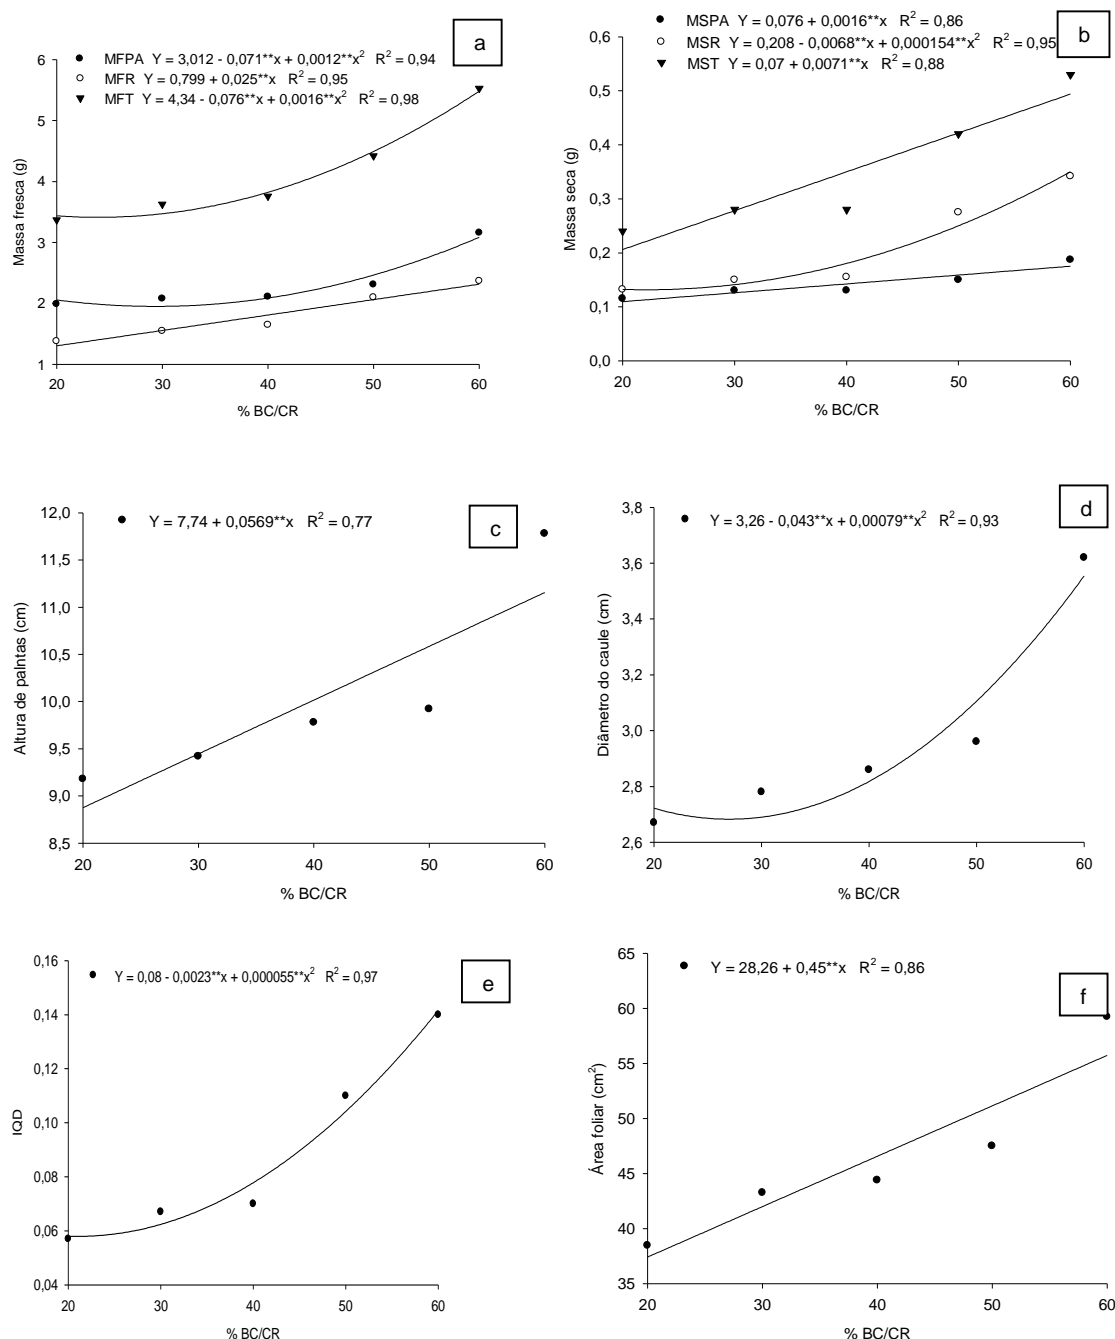 a
MFPA Y = 3,012 - 0,071**x + 0,0012**x² R² = 0,94
MFR Y = 0,799 + 0,025**x R² = 0,95
MFT Y = 4,34 - 0,076**x + 0,0016**x² R² = 0,98
Massa fresca (g)
6
5
4
3
2
1
20 30 40 50 60
% BC/CR
b
MSPA Y = 0,076 + 0,0016**x R² = 0,86
MSR Y = 0,208 - 0,0068**x + 0,000154**x² R² = 0,95
MST Y = 0,07 + 0,0071**x R² = 0,88
Massa seca (g)
0,6
0,5
0,4
0,3
0,2
0,1
0,0
20 30 40 50 60
% BC/CR
c
Y = 7,74 + 0,0569**x R² = 0,77
Altura de palntas (cm)
12,0
11,5
11,0
10,5
10,0
9,5
9,0
8,5
20 30 40 50 60
% BC/CR
d
Y = 3,26 - 0,043**x + 0,00079**x² R² = 0,93
Diâmetro do caule (cm)
3,8
3,6
3,4
3,2
3,0
2,8
2,6
20 30 40 50 60
% BC/CR
e
Y = 0,08 - 0,0023**x + 0,000055**x² R² = 0,97
IQD
0,16
0,14
0,12
0,10
0,08
0,06
0,04
20 30 40 50 60
% BC/CR
f
Y = 28,26 + 0,45**x R² = 0,86
Área foliar (cm²)
65
60
55
50
45
40
35
20 30 40 50 60
% BC/CR